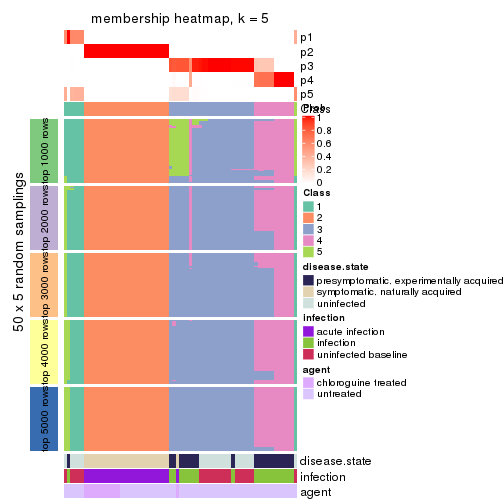 membership heatmap, k = 5
p1
p2
p3
p4
p5
Prob
Class
1
0.8
0.6
0.4
0.2
0
Class
1
2
3
4
5
disease.state
presymptomatic, experimentally acquired
symptomatic, naturally acquired
uninfected
infection
acute infection
infection
uninfected baseline
agent
chloroguine treated
untreated
50 x 5 random samplings
top 1000 rows
top 2000 rows
top 3000 rows
top 4000 rows
top 5000 rows
disease.state
infection
agent